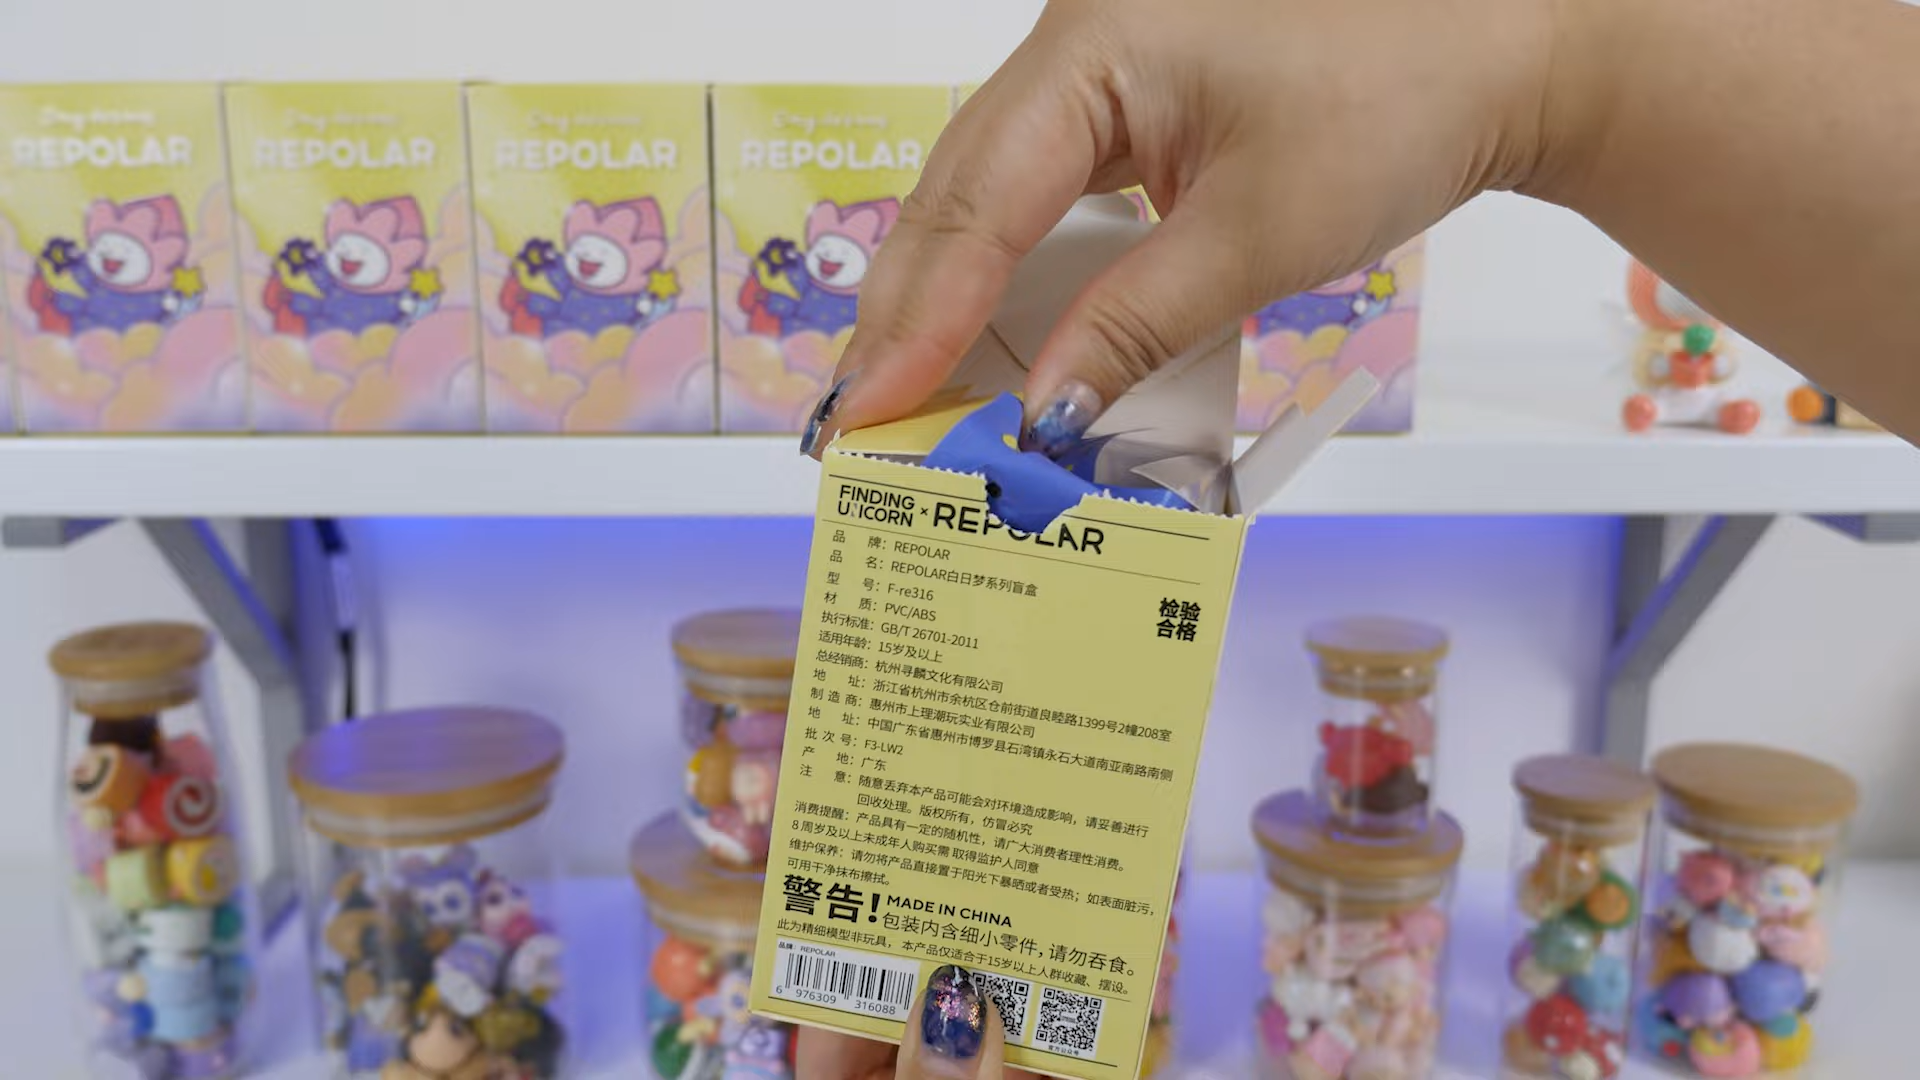 REPOLAR
REPOLAR
REPOLAR
REPOLAR
FINDING UNICORN × REPOLAR
品牌：REPOLAR
品名：REPOLAR白日梦系列盲盒
型号：F-re316
材质：PVC/ABS
执行标准：GB/T 26701-2011
适用年龄：15岁及以上
总经销商：杭州寻麟文化有限公司
地址：浙江省杭州市余杭区仓前街道良睦路1399号2幢208室
制造商：惠州市上理潮玩实业有限公司
地址：中国广东省惠州市博罗县石湾镇永石大道南亚南路南侧
批次号：F3-LW2
产地：广东
注意：随意丢弃本产品可能会对环境造成影响，请妥善进行
回收处理。版权所有，仿冒必究
消费提醒：产品具有一定的随机性，请广大消费者理性消费。
8周岁及以上未成年人购买需 取得监护人同意
维护保养：请勿将产品直接置于阳光下暴晒或者受热；如表面脏污，
可用干净抹布擦拭。
检验
合格
警告! MADE IN CHINA
包装内含细小零件，请勿吞食。
此为精细模型非玩具，本产品仅适合于15岁以上人群收藏、摆设。
品牌：REPOLAR
6 976309 316088
官方公众号